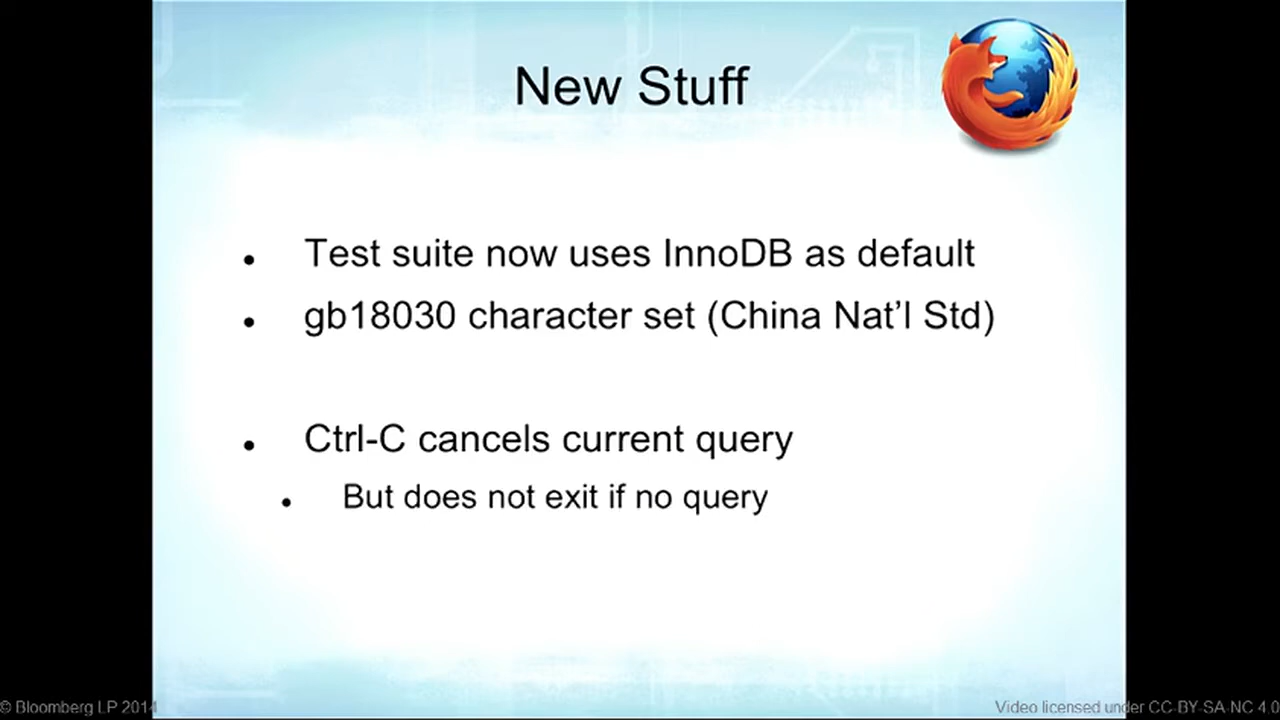 New Stuff
• Test suite now uses InnoDB as default
• gb18030 character set (China Nat’l Std)
• Ctrl-C cancels current query
• But does not exit if no query
© Bloomberg LP 2014
Video licensed under CC-BY-SA-NC 4.0